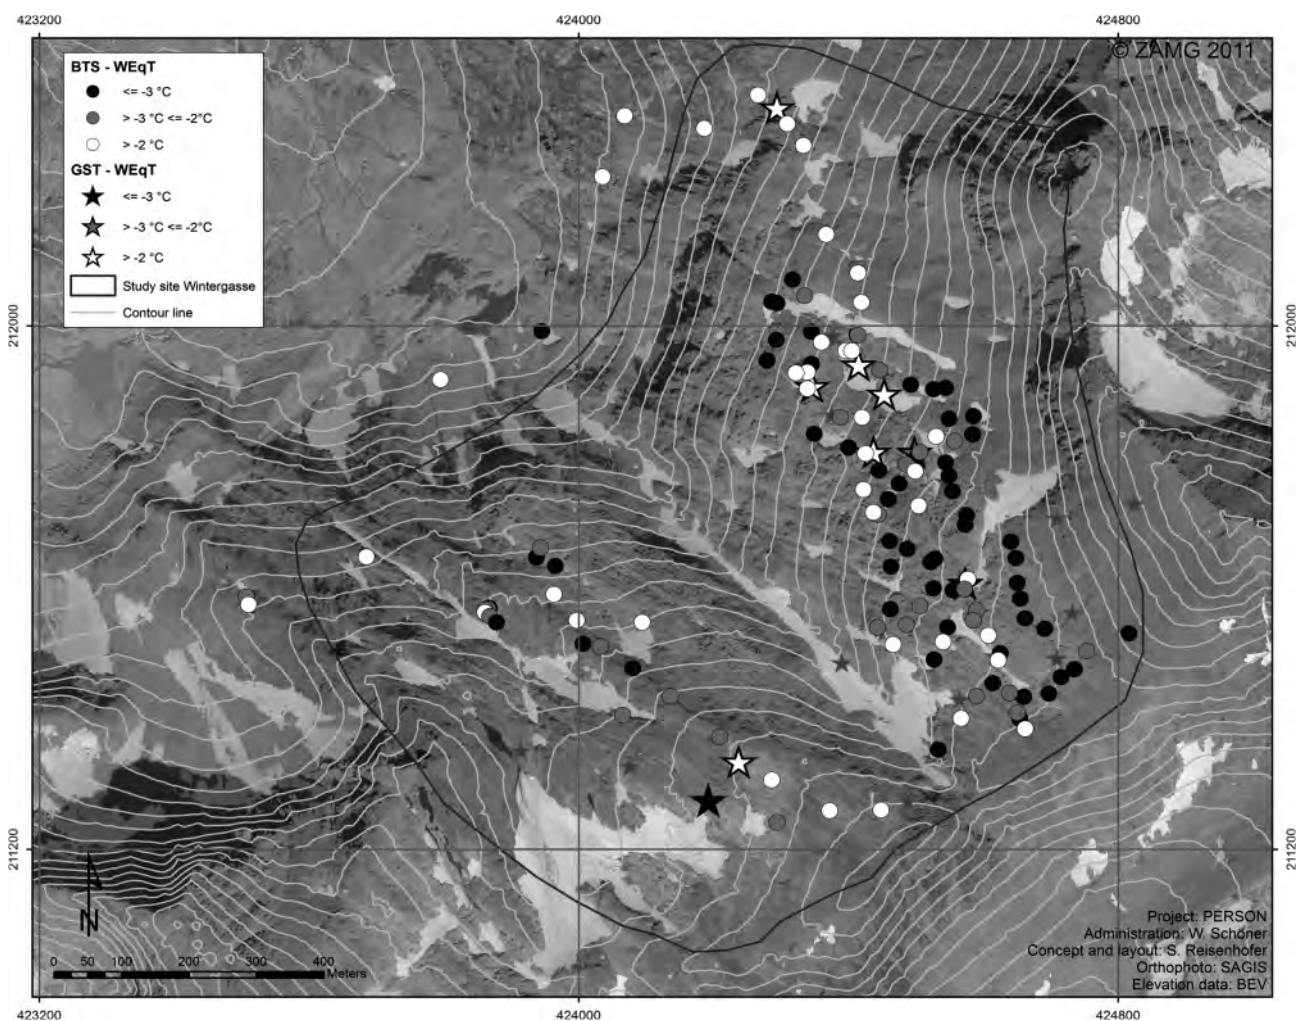 423200
424000
424800
© ZAMG 2011
BTS - WEqT
<= -3 °C
> -3 °C <= -2°C
> -2 °C
GST - WEqT
<= -3 °C
> -3 °C <= -2°C
> -2 °C
Study site Wintergasse
Contour line
212000
212000
211200
211200
N
0 50 100 200 300 400
Meters
Project: PERSON
Administration: W. Schöner
Concept and layout: S. Reisenhofer
Orthophoto: SAGIS
Elevation data: BEV
423200
424000
424800